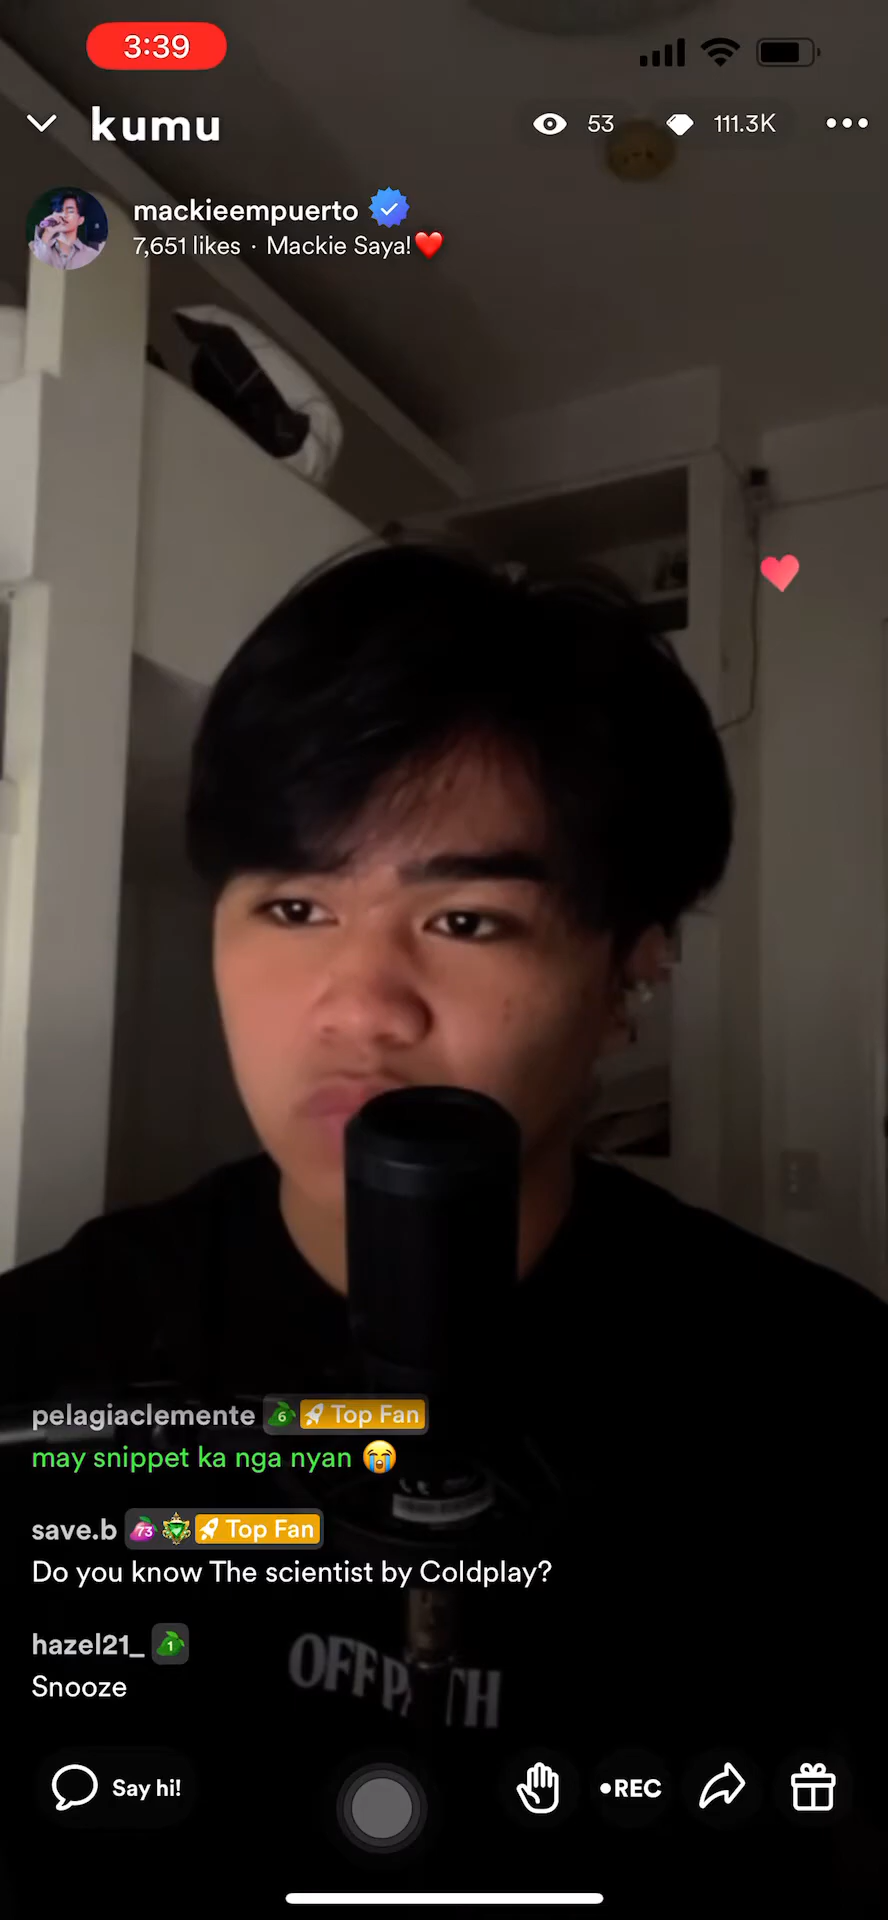 3:39
kumu
53
111.3K
mackieempuerto
7,651 likes · Mackie Saya!❤️
pelagiaclemente 6 Top Fan
may snippet ka nga nyan 😭
save.b 73 Top Fan
Do you know The scientist by Coldplay?
hazel21_ 1
Snooze
OFF
Say hi!
•REC